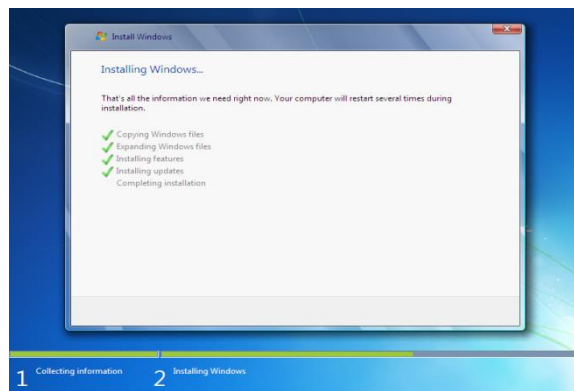 Install Windows
Installing Windows...
That's all the information we need right now. Your computer will restart several times during
installation.
Copying Windows files
Expanding Windows files
Installing features
Installing updates
Completing installation
1 Collecting information
2 Installing Windows